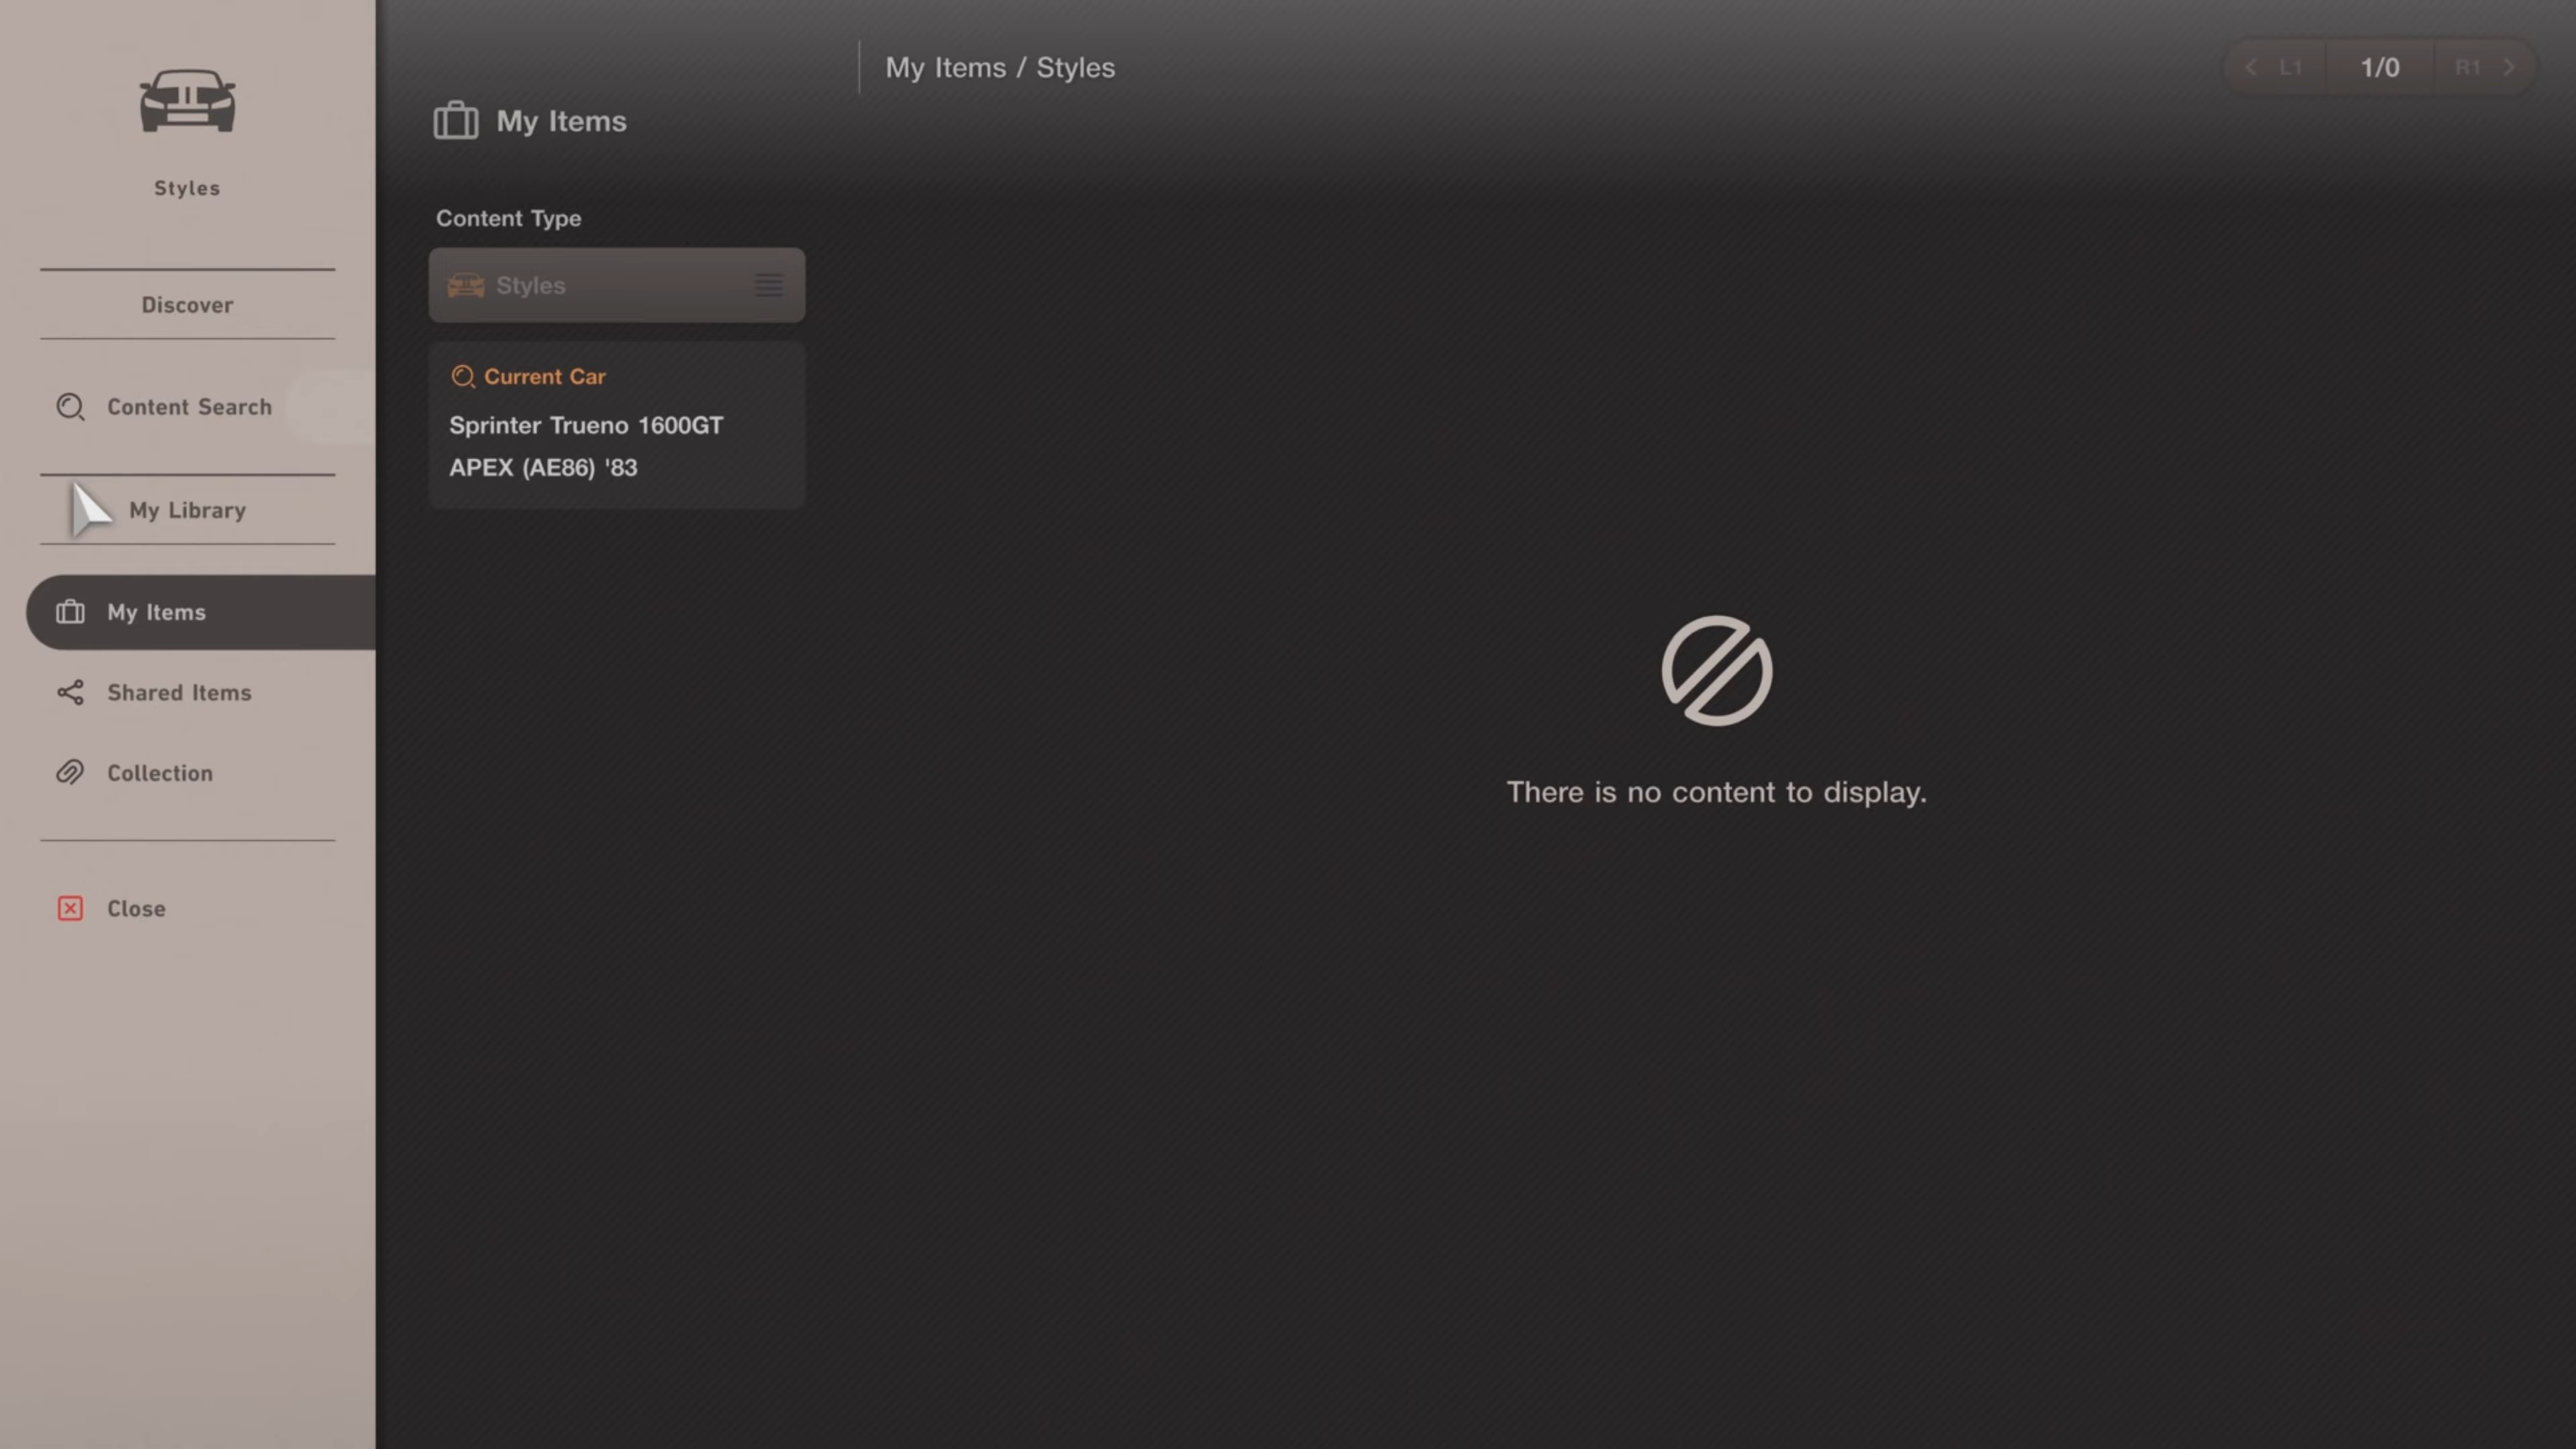 Styles
Discover
Content Search
My Library
My Items
Shared Items
Collection
Close
My Items
My Items / Styles
L1
1/0
R1
Content Type
Styles
Current Car
Sprinter Trueno 1600GT
APEX (AE86) '83
There is no content to display.